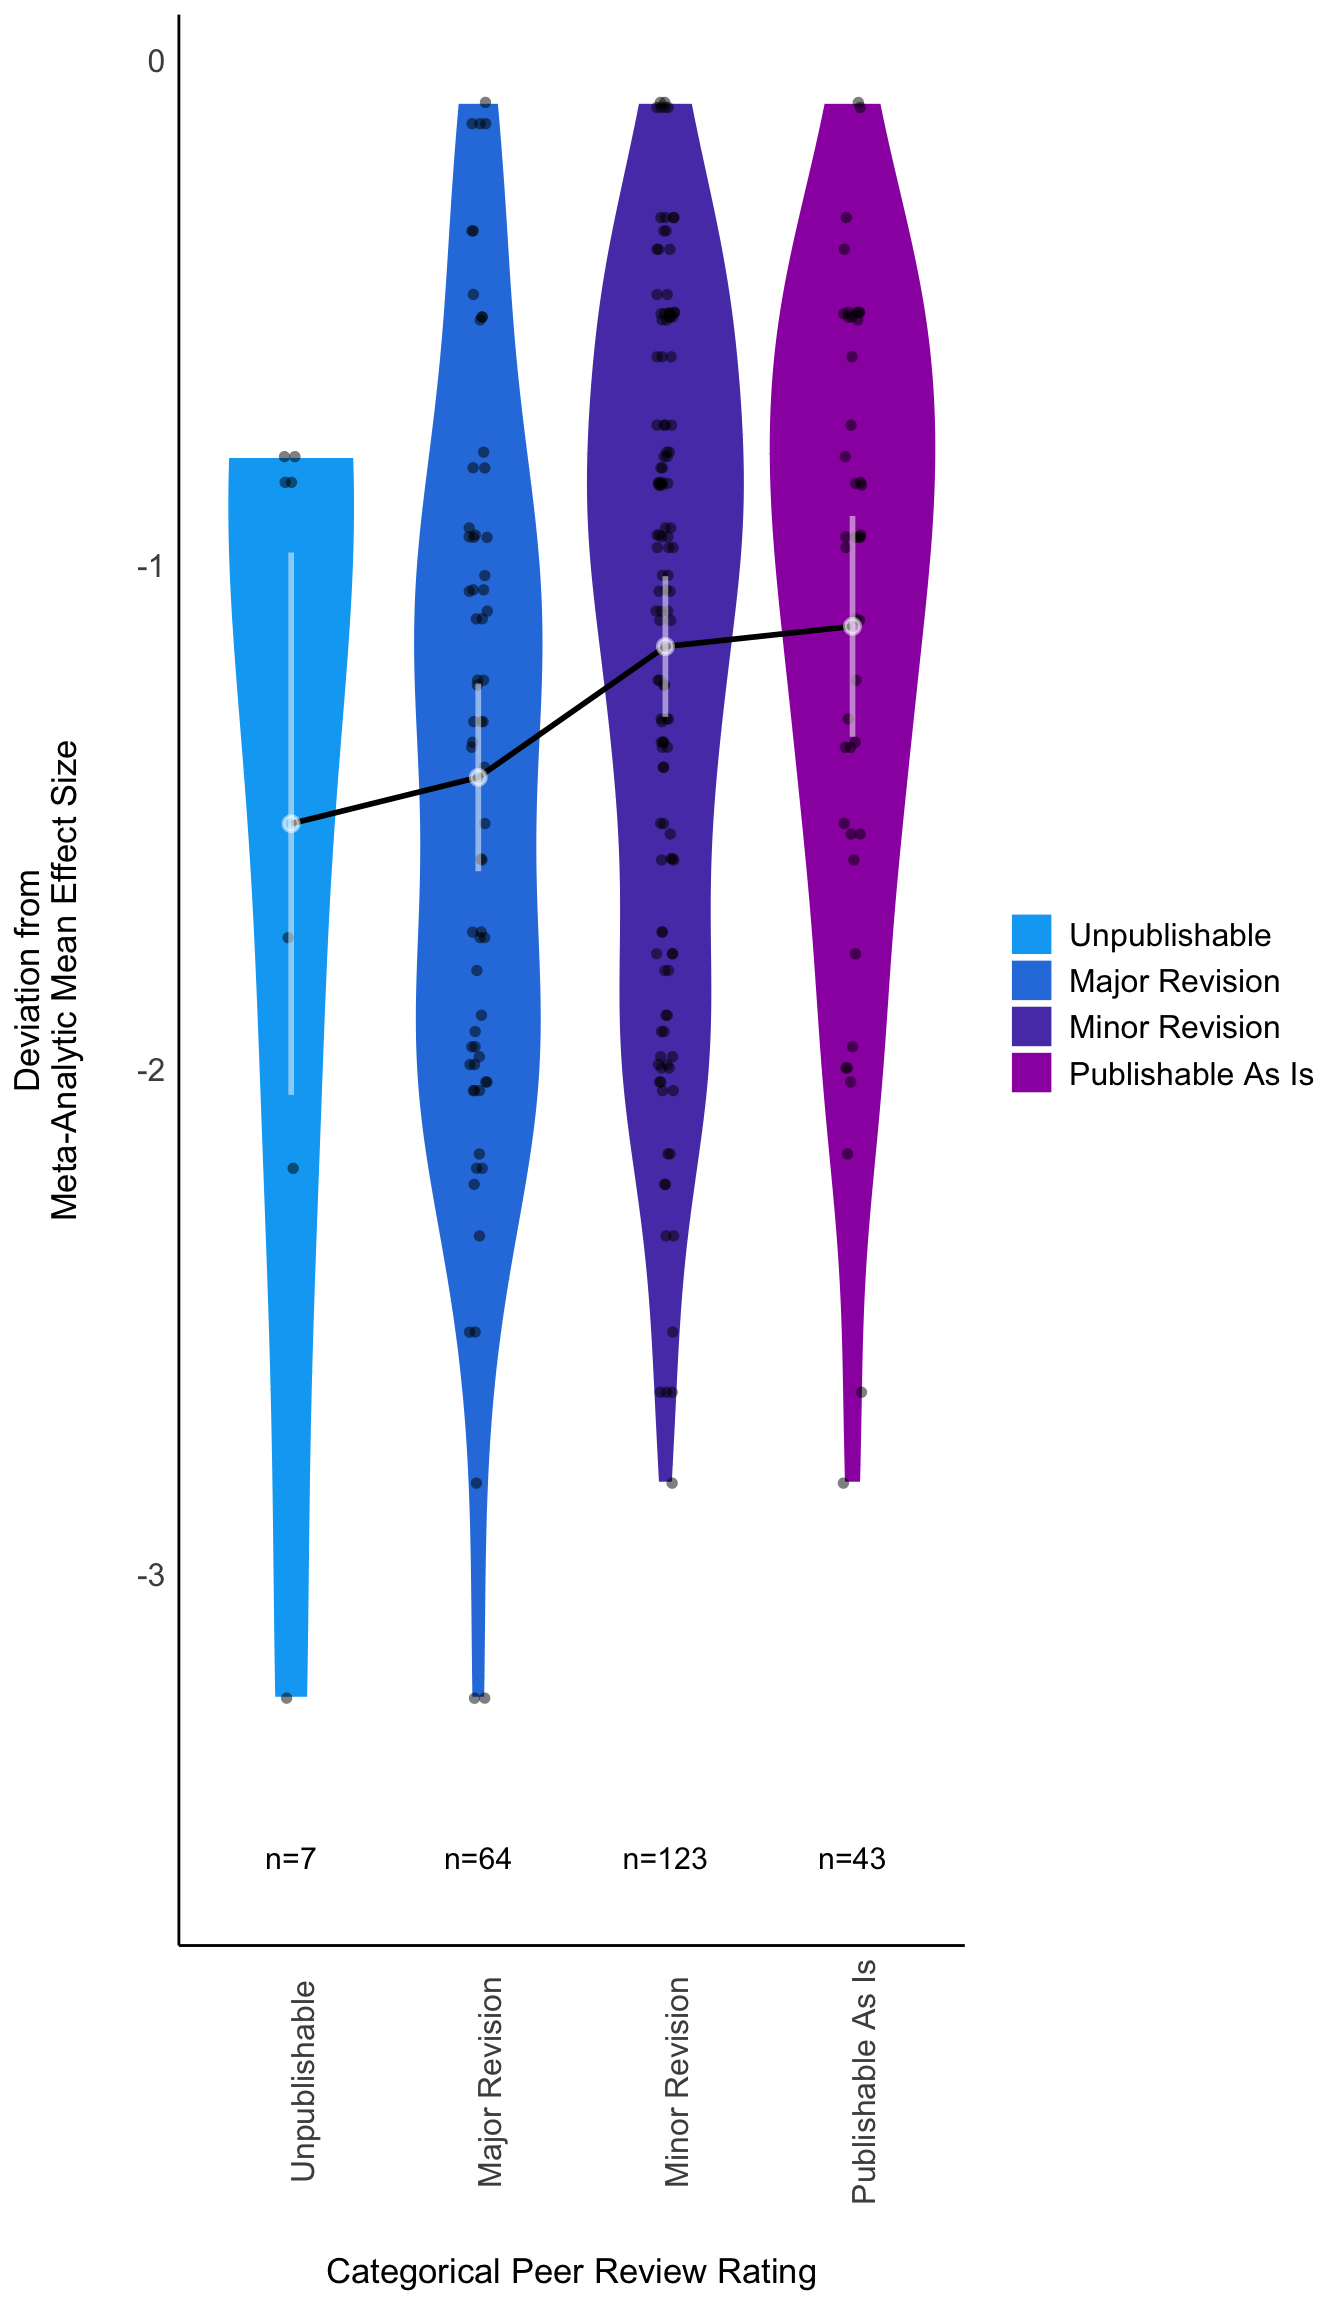 0
-1
-2
-3
Deviation from
Meta-Analytic Mean Effect Size
n=7
n=64
n=123
n=43
Unpublishable
Major Revision
Minor Revision
Publishable As Is
Categorical Peer Review Rating
Unpublishable
Major Revision
Minor Revision
Publishable As Is